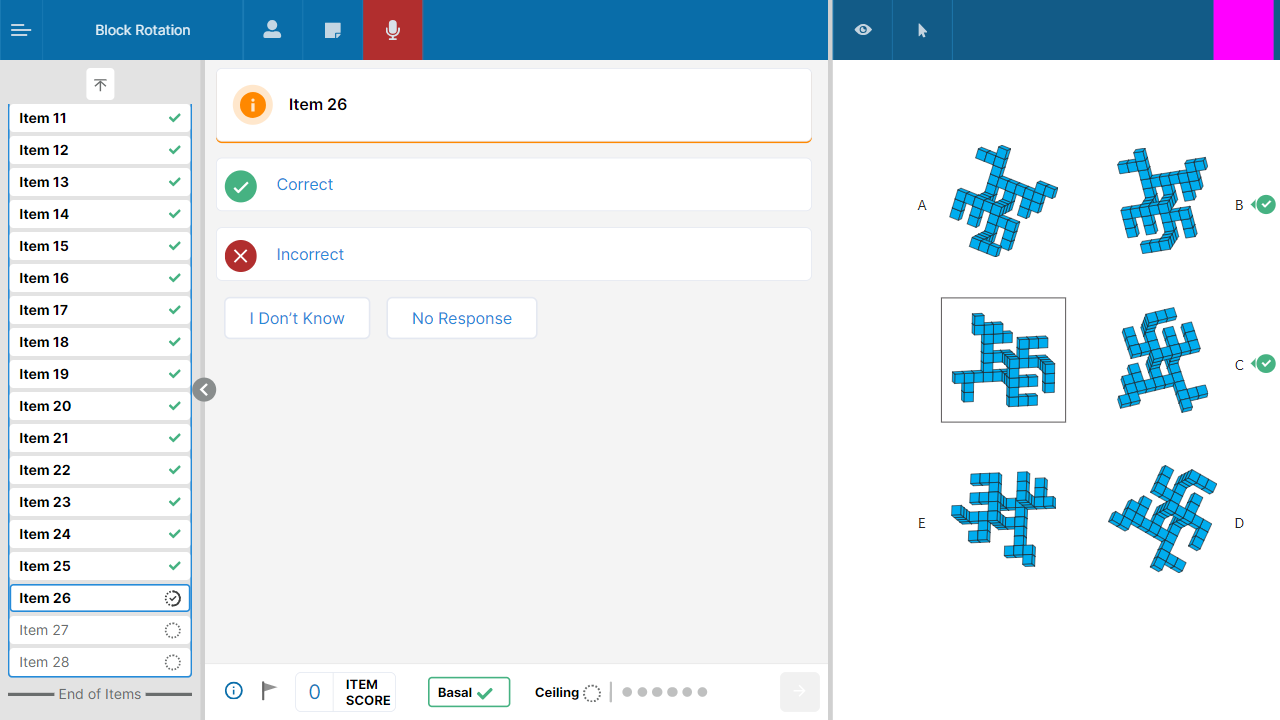 Block Rotation
Item 11
Item 12
Item 13
Item 14
Item 15
Item 16
Item 17
Item 18
Item 19
Item 20
Item 21
Item 22
Item 23
Item 24
Item 25
Item 26
Item 27
Item 28
End of Items
Item 26
Correct
Incorrect
I Don’t Know
No Response
0
ITEM
SCORE
Basal
Ceiling
A
B
C
E
D